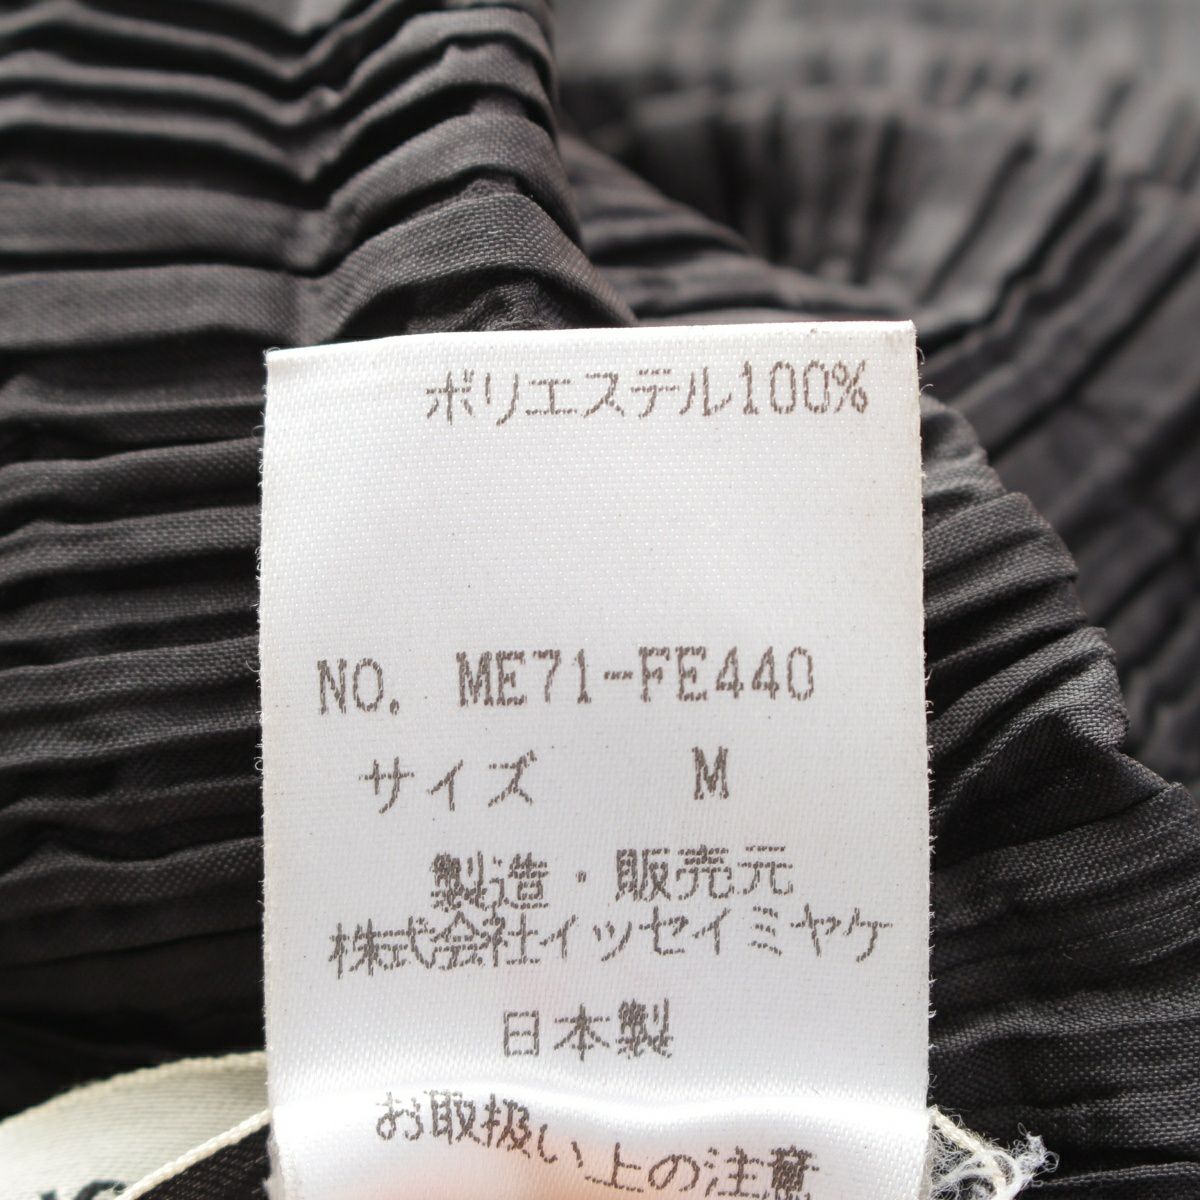 ポリエステル100%
NO. ME71-FE440
サイズ M
製造・販売元
株式会社イッセイミヤケ
日本製
お取扱い上の注意